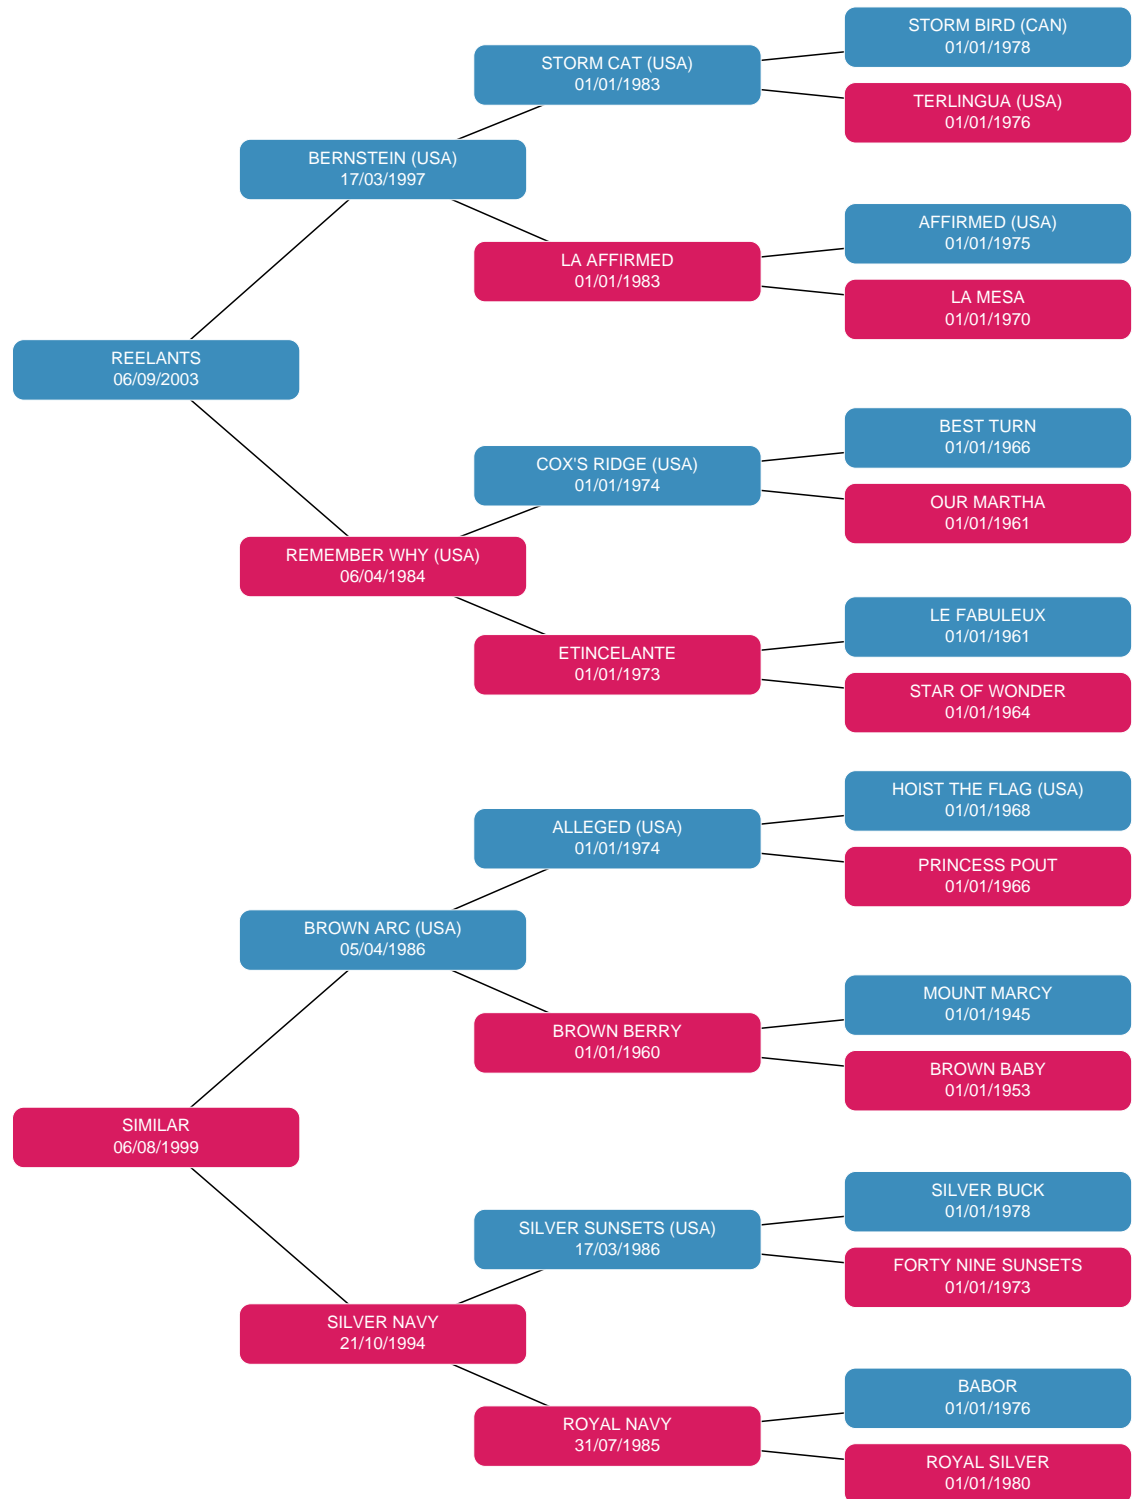 STORM BIRD (CAN)
01/01/1978
STORM CAT (USA)
01/01/1983
TERLINGUA (USA)
01/01/1976
BERNSTEIN (USA)
17/03/1997
AFFIRMED (USA)
01/01/1975
LA AFFIRMED
01/01/1983
LA MESA
01/01/1970
REELANTS
06/09/2003
BEST TURN
01/01/1966
COX'S RIDGE (USA)
01/01/1974
OUR MARTHA
01/01/1961
REMEMBER WHY (USA)
06/04/1984
LE FABULEUX
01/01/1961
ETINCELANTE
01/01/1973
STAR OF WONDER
01/01/1964
HOIST THE FLAG (USA)
01/01/1968
ALLEGED (USA)
01/01/1974
PRINCESS POUT
01/01/1966
BROWN ARC (USA)
05/04/1986
MOUNT MARCY
01/01/1945
BROWN BERRY
01/01/1960
BROWN BABY
01/01/1953
SIMILAR
06/08/1999
SILVER BUCK
01/01/1978
SILVER SUNSETS (USA)
17/03/1986
FORTY NINE SUNSETS
01/01/1973
SILVER NAVY
21/10/1994
BABOR
01/01/1976
ROYAL NAVY
31/07/1985
ROYAL SILVER
01/01/1980